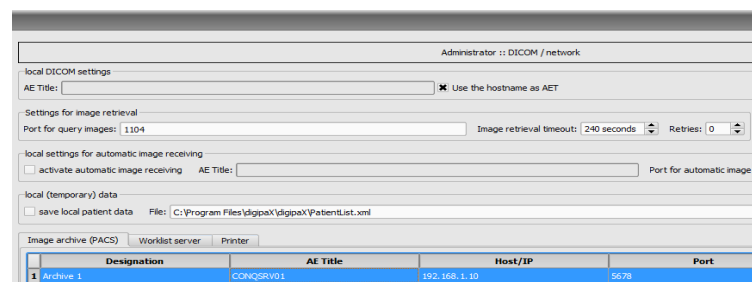 Administrator :: DICOM / network
local DICOM settings
AE Title: Use the hostname as AET
Settings for image retrieval
Port for query images: 1104 Image retrieval timeout: 240 seconds Retries: 0
local settings for automatic image receiving
activate automatic image receiving AE Title: Port for automatic image
local (temporary) data
save local patient data File: C:\Program Files\digipaX\digipaX\PatientList.xml
Image archive (PACS) Worklist server Printer
Designation AE Title Host/IP Port
1 Archive 1 CONQSRV01 192.168.1.10 5678